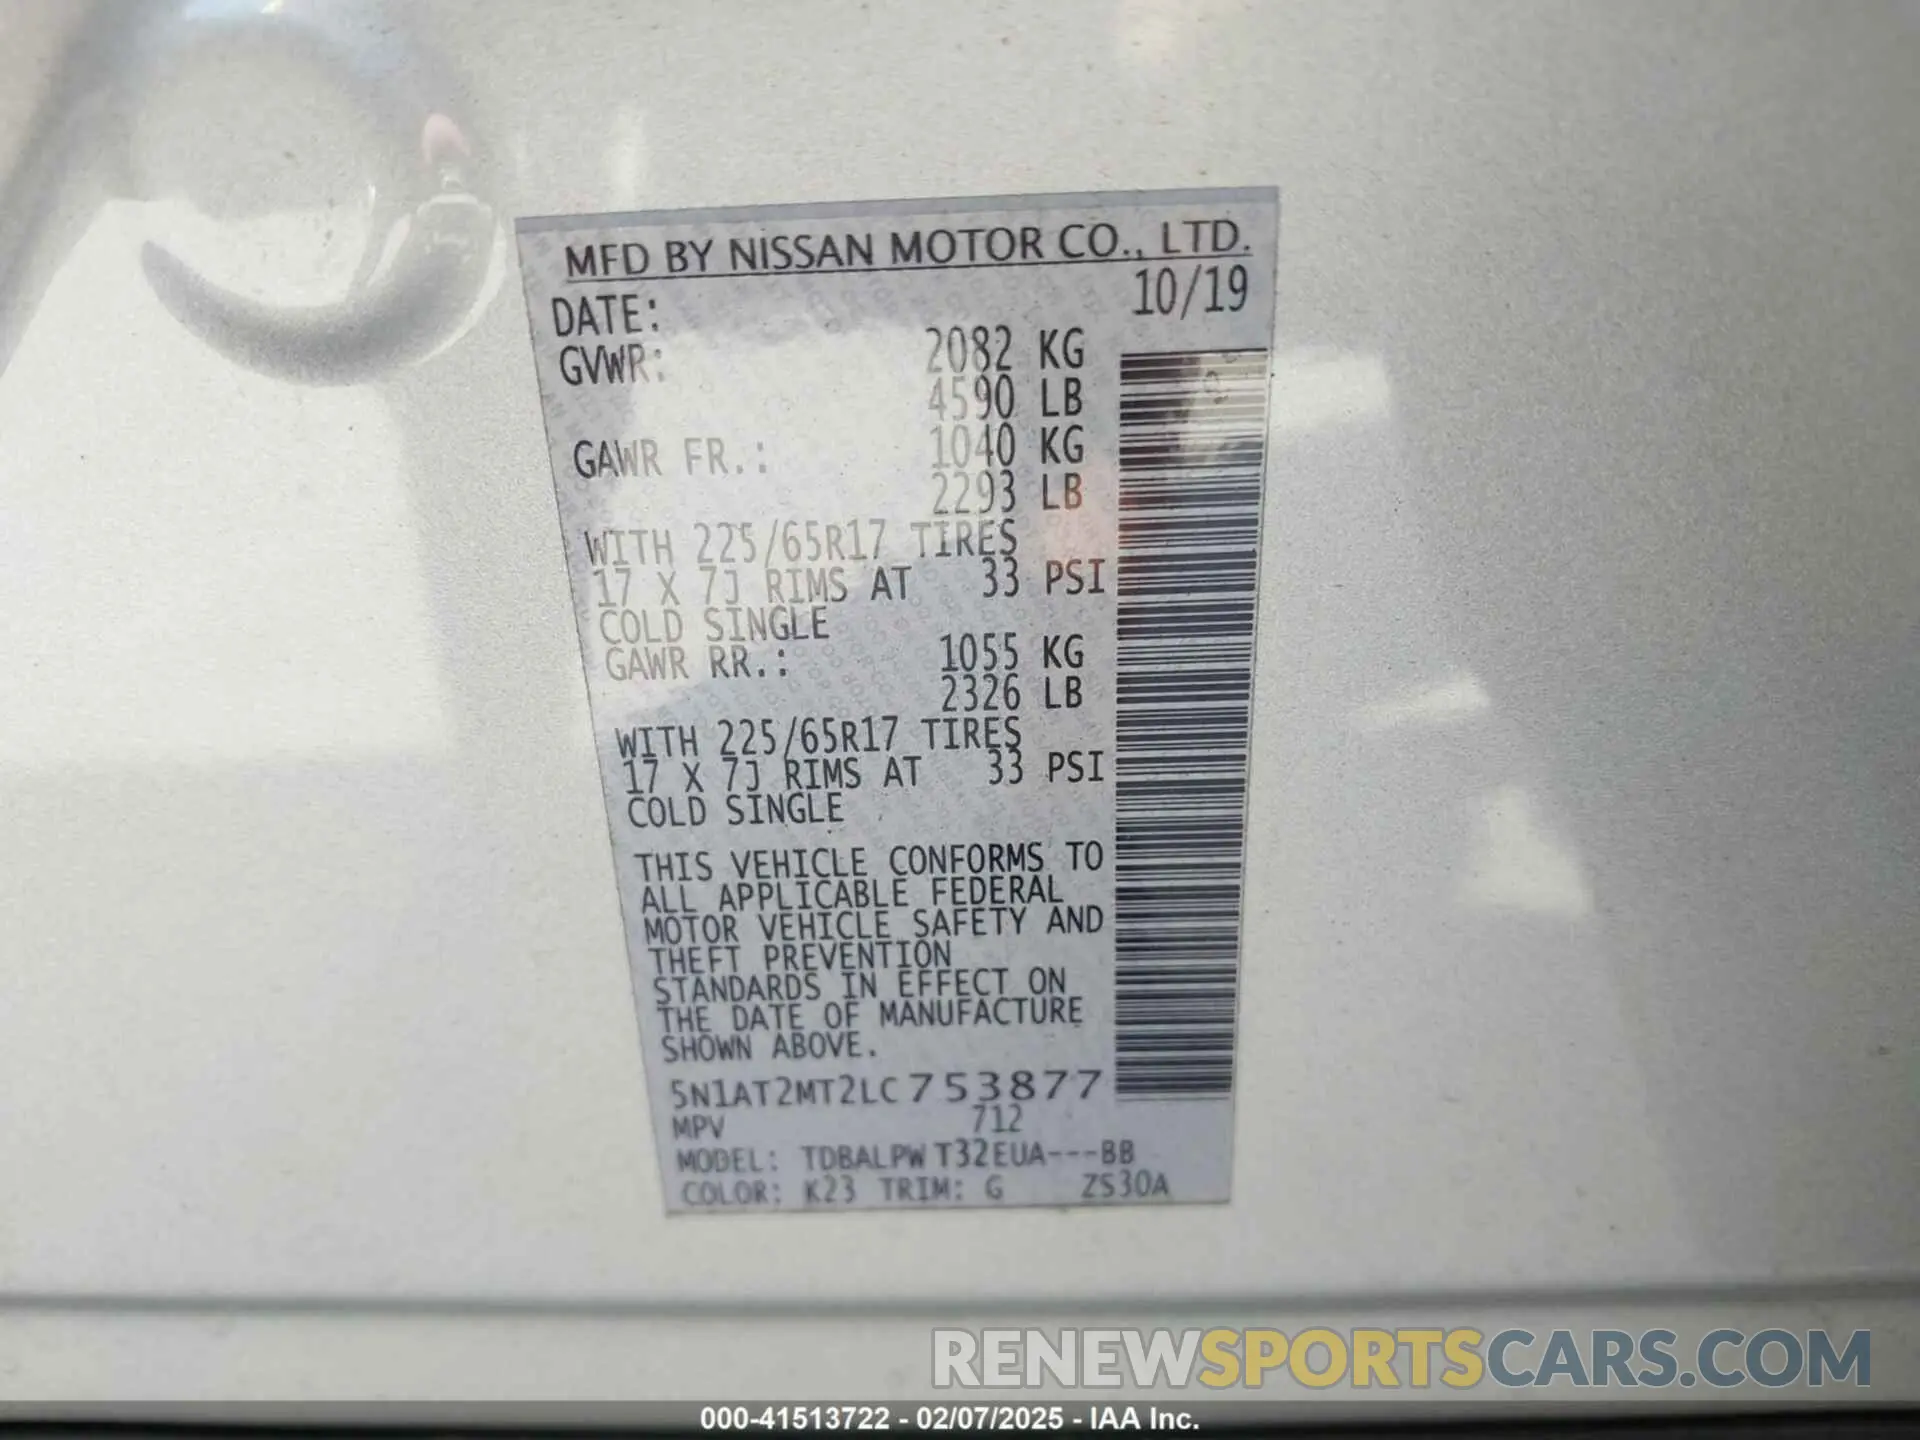 MFD BY NISSAN MOTOR CO., LTD.
DATE: 10/19
GVWR: 2082 KG
4590 LB
GAWR FR.: 1040 KG
2293 LB
WITH 225/65R17 TIRES
17 X 7J RIMS AT 33 PSI
COLD SINGLE
GAWR RR.: 1055 KG
2326 LB
WITH 225/65R17 TIRES
17 X 7J RIMS AT 33 PSI
COLD SINGLE
THIS VEHICLE CONFORMS TO
ALL APPLICABLE FEDERAL
MOTOR VEHICLE SAFETY AND
THEFT PREVENTION
STANDARDS IN EFFECT ON
THE DATE OF MANUFACTURE
SHOWN ABOVE.
5N1AT2MT2LC753877
MPV 712
MODEL: TDBALPW T32EUA---BB
COLOR: K23 TRIM: G ZS30A
RENEWSPORTSCARS.COM
000-41513722 - 02/07/2025 - IAA Inc.